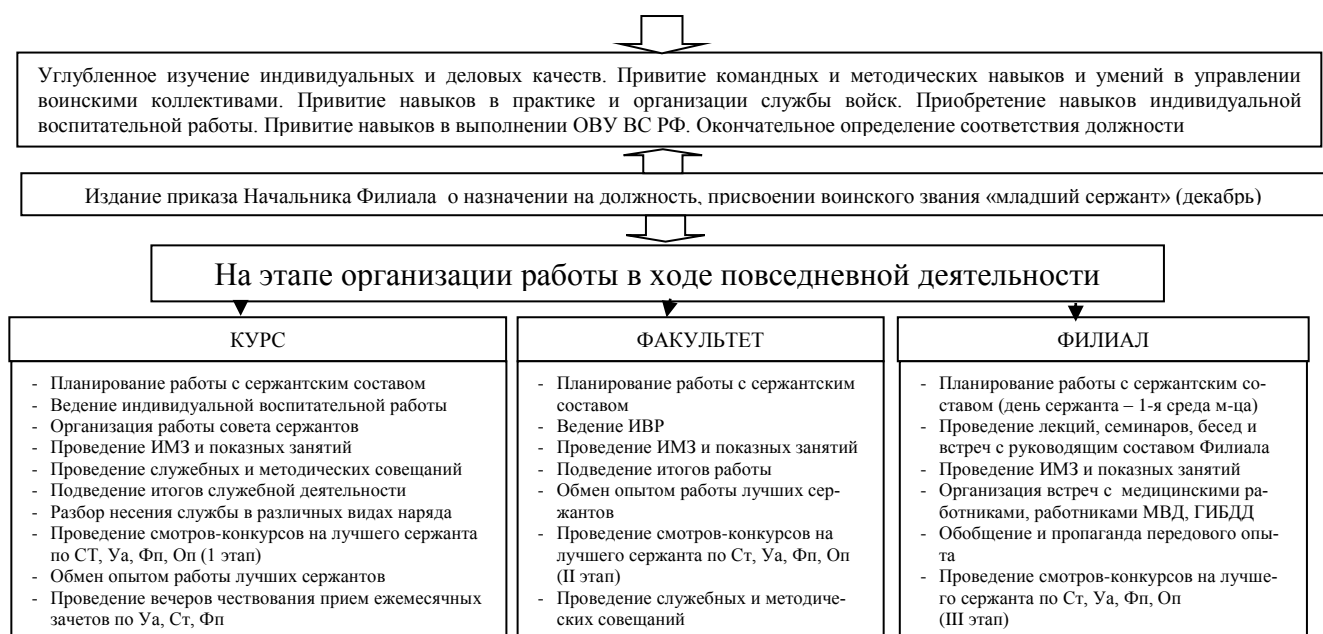 Углубленное изучение индивидуальных и деловых качеств. Привитие командных и методических навыков и умений в управлении
воинскими коллективами. Привитие навыков в практике и организации службы войск. Приобретение навыков индивидуальной
воспитательной работы. Привитие навыков в выполнении ОВУ ВС РФ. Окончательное определение соответствия должности
Издание приказа Начальника Филиала о назначении на должность, присвоении воинского звания «младший сержант» (декабрь)
На этапе организации работы в ходе повседневной деятельности
КУРС
- Планирование работы с сержантским составом
- Ведение индивидуальной воспитательной работы
- Организация работы совета сержантов
- Проведение ИМЗ и показных занятий
- Проведение служебных и методических совещаний
- Подведение итогов служебной деятельности
- Разбор несения службы в различных видах наряда
- Проведение смотров-конкурсов на лучшего сержанта
по СТ, Уа, Фп, Оп (1 этап)
- Обмен опытом работы лучших сержантов
- Проведение вечеров чествования прием ежемесячных
зачетов по Уа, Ст, Фп
ФАКУЛЬТЕТ
- Планирование работы с сержантским
составом
- Ведение ИВР
- Проведение ИМЗ и показных занятий
- Подведение итогов работы
- Обмен опытом работы лучших сер-
жантов
- Проведение смотров-конкурсов на
лучшего сержанта по Ст, Уа, Фп, Оп
(II этап)
- Проведение служебных и методиче-
ских совещаний
ФИЛИАЛ
- Планирование работы с сержантским со-
ставом (день сержанта – 1-я среда м-ца)
- Проведение лекций, семинаров, бесед и
встреч с руководящим составом Филиала
- Проведение ИМЗ и показных занятий
- Организация встреч с медицинскими ра-
ботниками, работниками МВД, ГИБДД
- Обобщение и пропаганда передового опы-
та
- Проведение смотров-конкурсов на лучше-
го сержанта по Ст, Уа, Фп, Оп
(III этап)